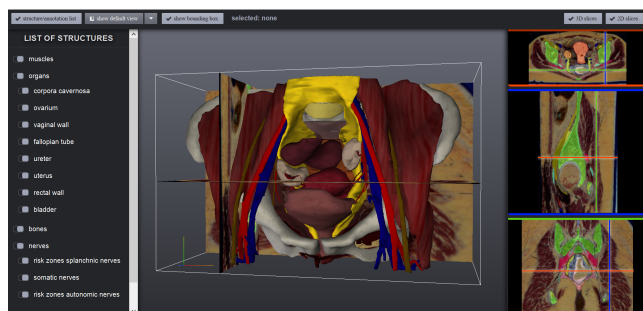 structure/annotation list
show default view
show bounding box
selected: none
3D slices
2D slices
LIST OF STRUCTURES
muscles
organs
corpora cavernosa
ovarium
vaginal wall
fallopian tube
ureter
uterus
rectal wall
bladder
bones
nerves
risk zones splanchnic nerves
somatic nerves
risk zones autonomic nerves